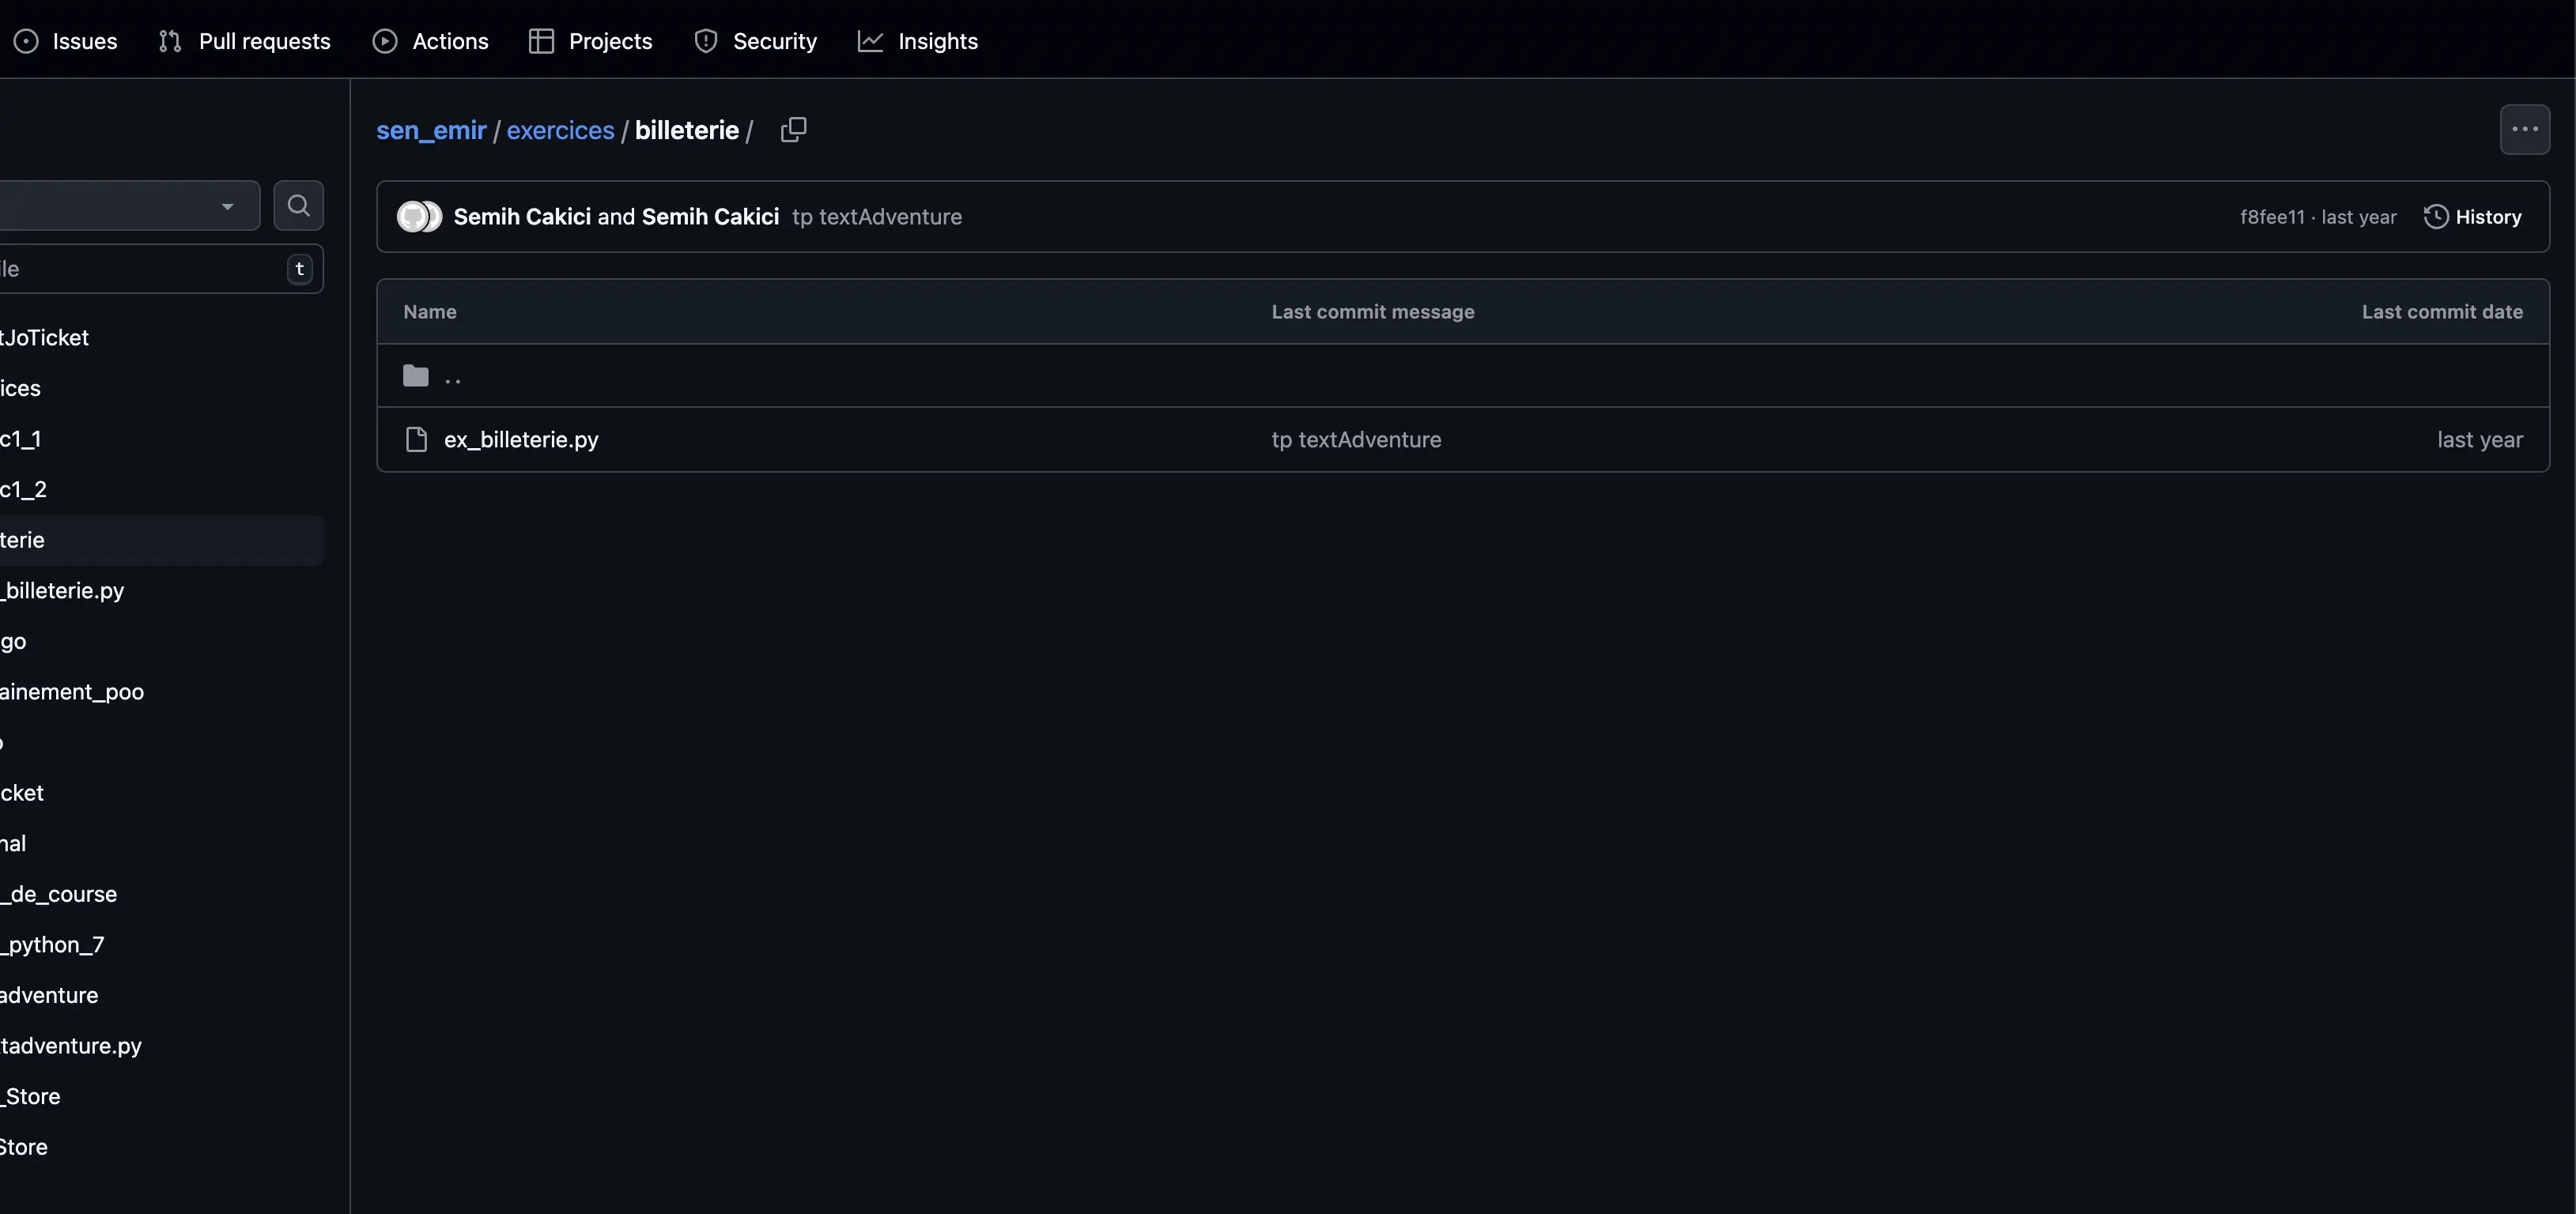 Issues Pull requests Actions Projects Security Insights
sen_emir / exercices / billeterie /
Semih Cakici and Semih Cakici tp textAdventure f8fee11 · last year History
ile t
Name Last commit message Last commit date
..
ex_billeterie.py tp textAdventure last year
tJoTicket
ices
c1_1
c1_2
terie
_billeterie.py
go
ainement_poo
o
cket
nal
_de_course
_python_7
adventure
tadventure.py
_Store
Store